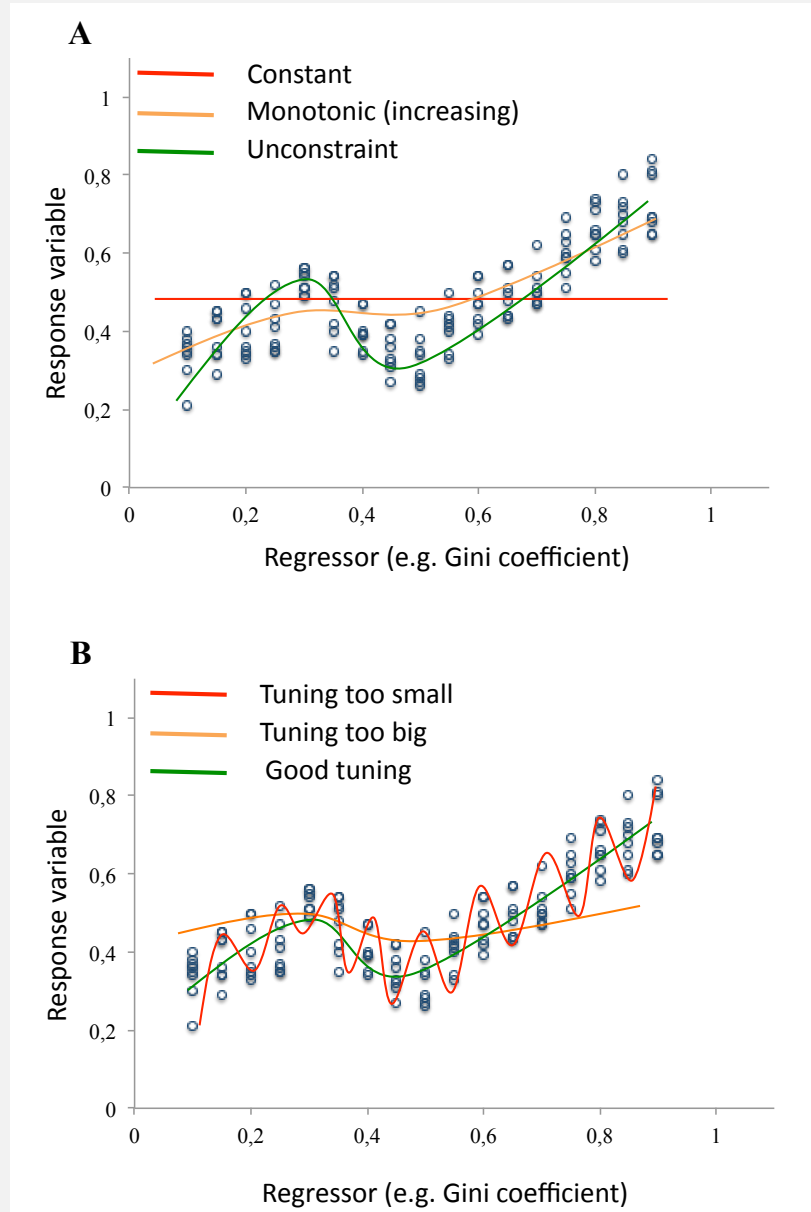 A
Constant
Monotonic (increasing)
Unconstraint
Response variable
1
0,8
0,6
0,4
0,2
0
0 0,2 0,4 0,6 0,8 1
Regressor (e.g. Gini coefficient)
B
Tuning too small
Tuning too big
Good tuning
Response variable
1
0.8
0,6
0,4
0,2
0
0 0,2 0,4 0,6 0,8 1
Regressor (e.g. Gini coefficient)